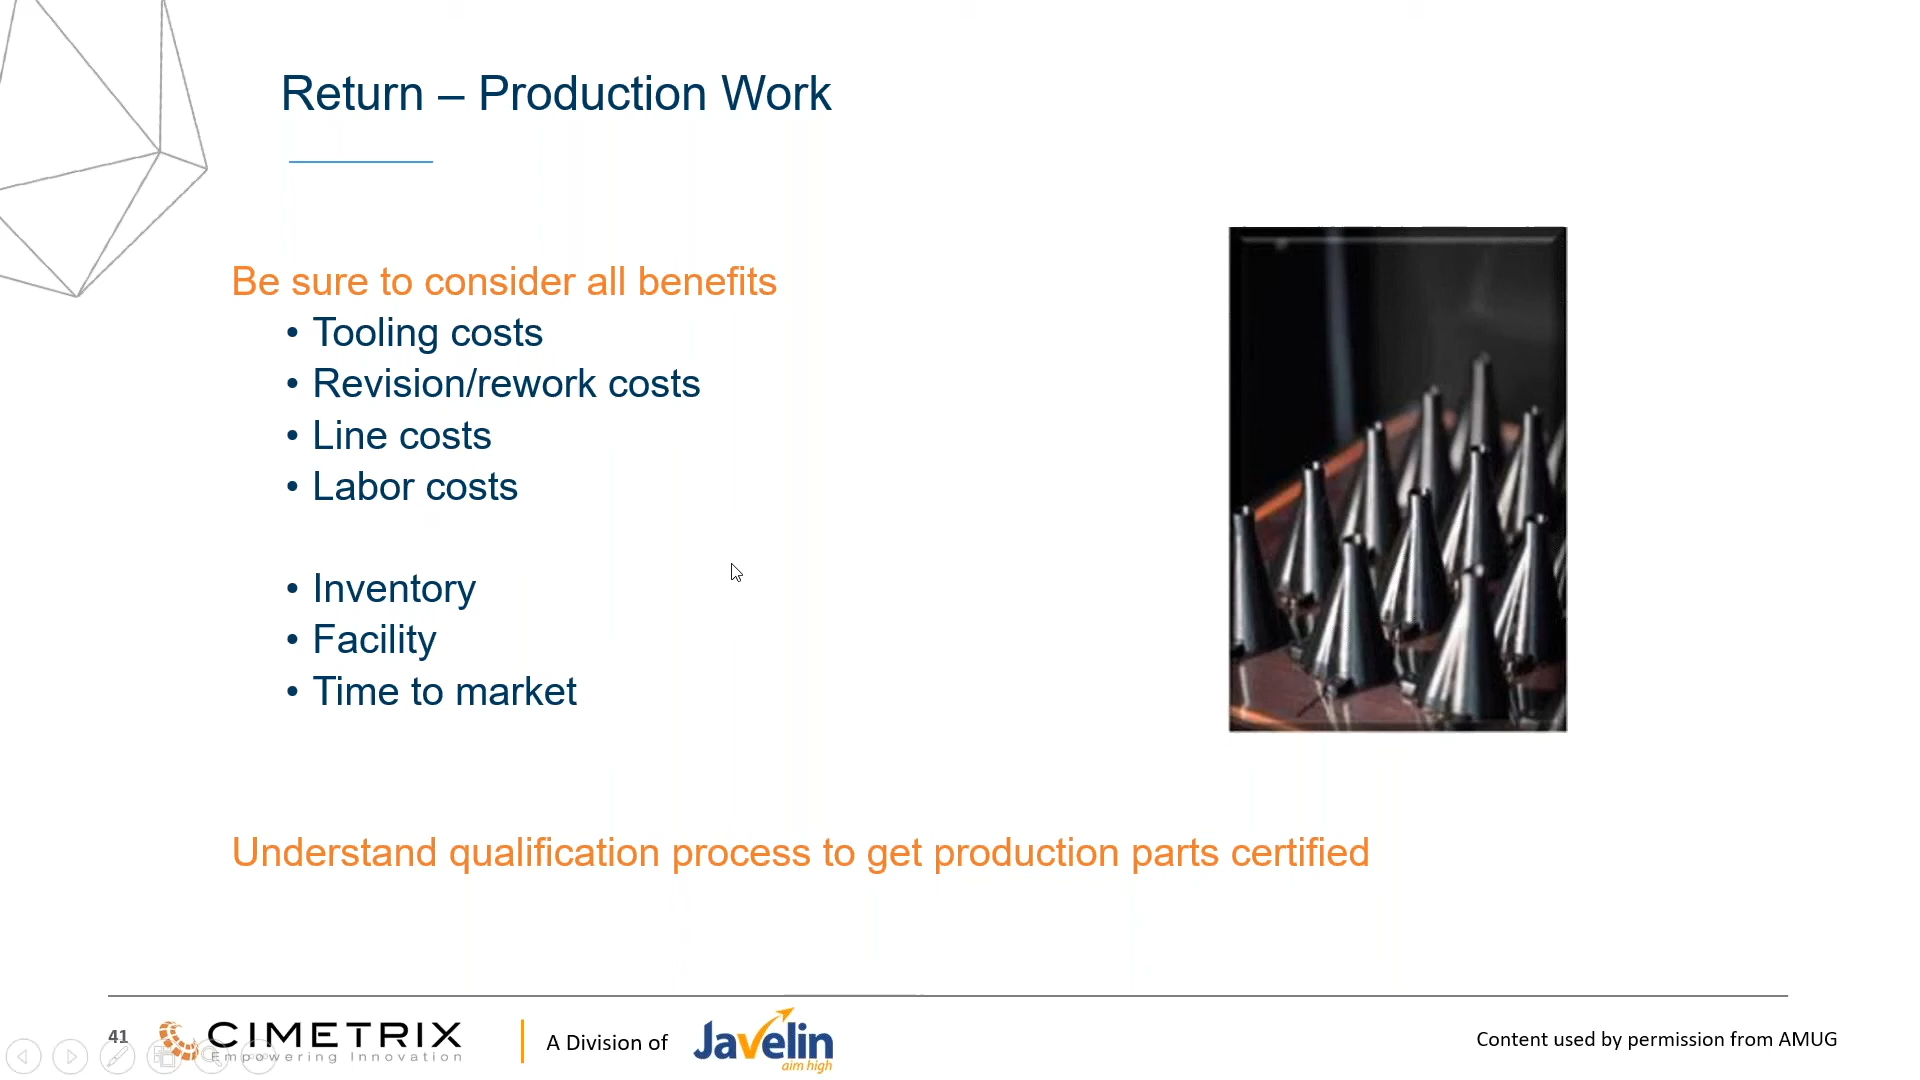 Return – Production Work
Be sure to consider all benefits
• Tooling costs
• Revision/rework costs
• Line costs
• Labor costs
• Inventory
• Facility
• Time to market
Understand qualification process to get production parts certified
41
CIMETRIX
Empowering Innovation
A Division of
Javelin
aim high
Content used by permission from AMUG